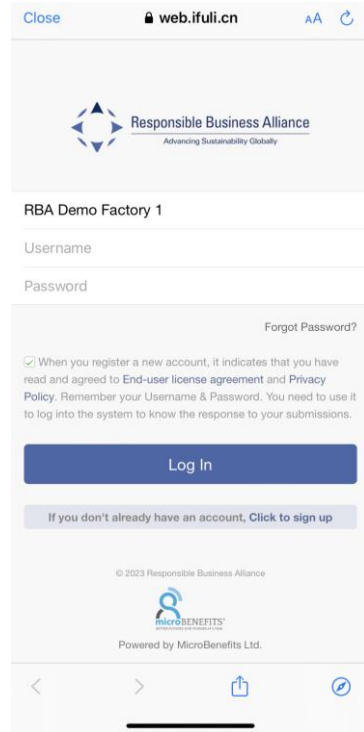 Close web.ifuli.cn AA
Responsible Business Alliance
Advancing Sustainability Globally
RBA Demo Factory 1
Username
Password
Forgot Password?
When you register a new account, it indicates that you have
read and agreed to End-user license agreement and Privacy
Policy. Remember your Username & Password. You need to use it
to log into the system to know the response to your submissions.
Log In
If you don't already have an account, Click to sign up
© 2023 Responsible Business Alliance
microBENEFITS
Powered by MicroBenefits Ltd.